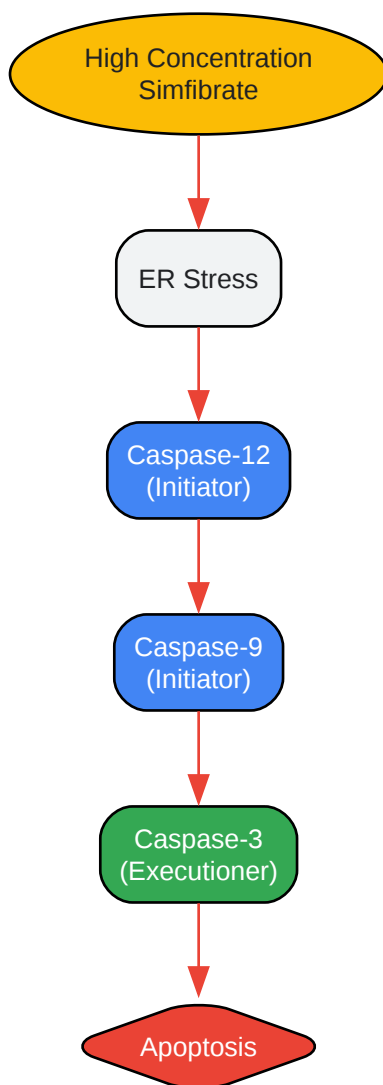 High Concentration
Simfibrate
ER Stress
Caspase-12
(Initiator)
Caspase-9
(Initiator)
Caspase-3
(Executioner)
Apoptosis